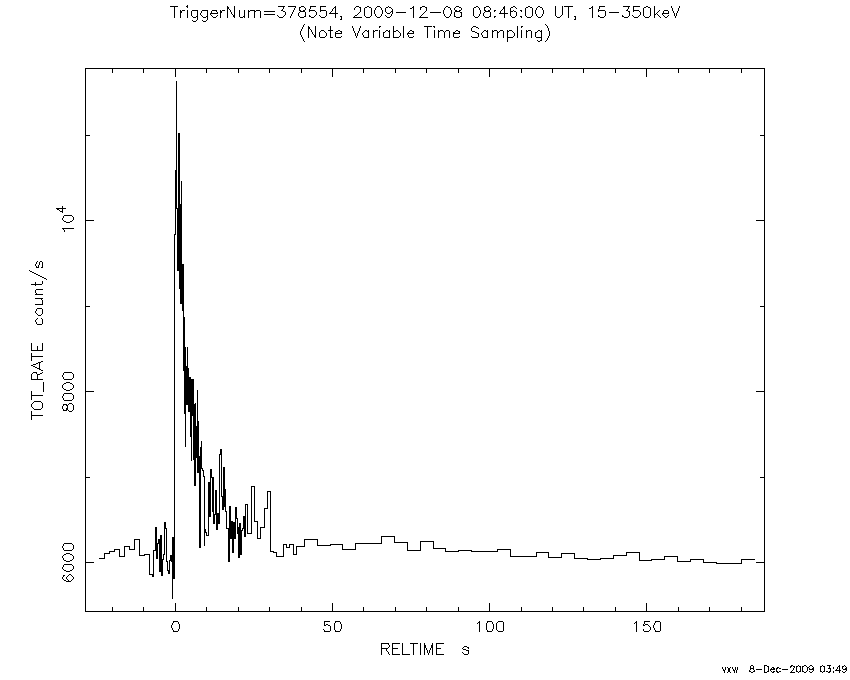 TriggerNum=378554, 2009-12-08 08:46:00 UT, 15-350keV
(Note Variable Time Sampling)
TOT_RATE count/s
10⁴
8000
6000
0 50 100 150
RELTIME s
vxw 8-Dec-2009 03:49